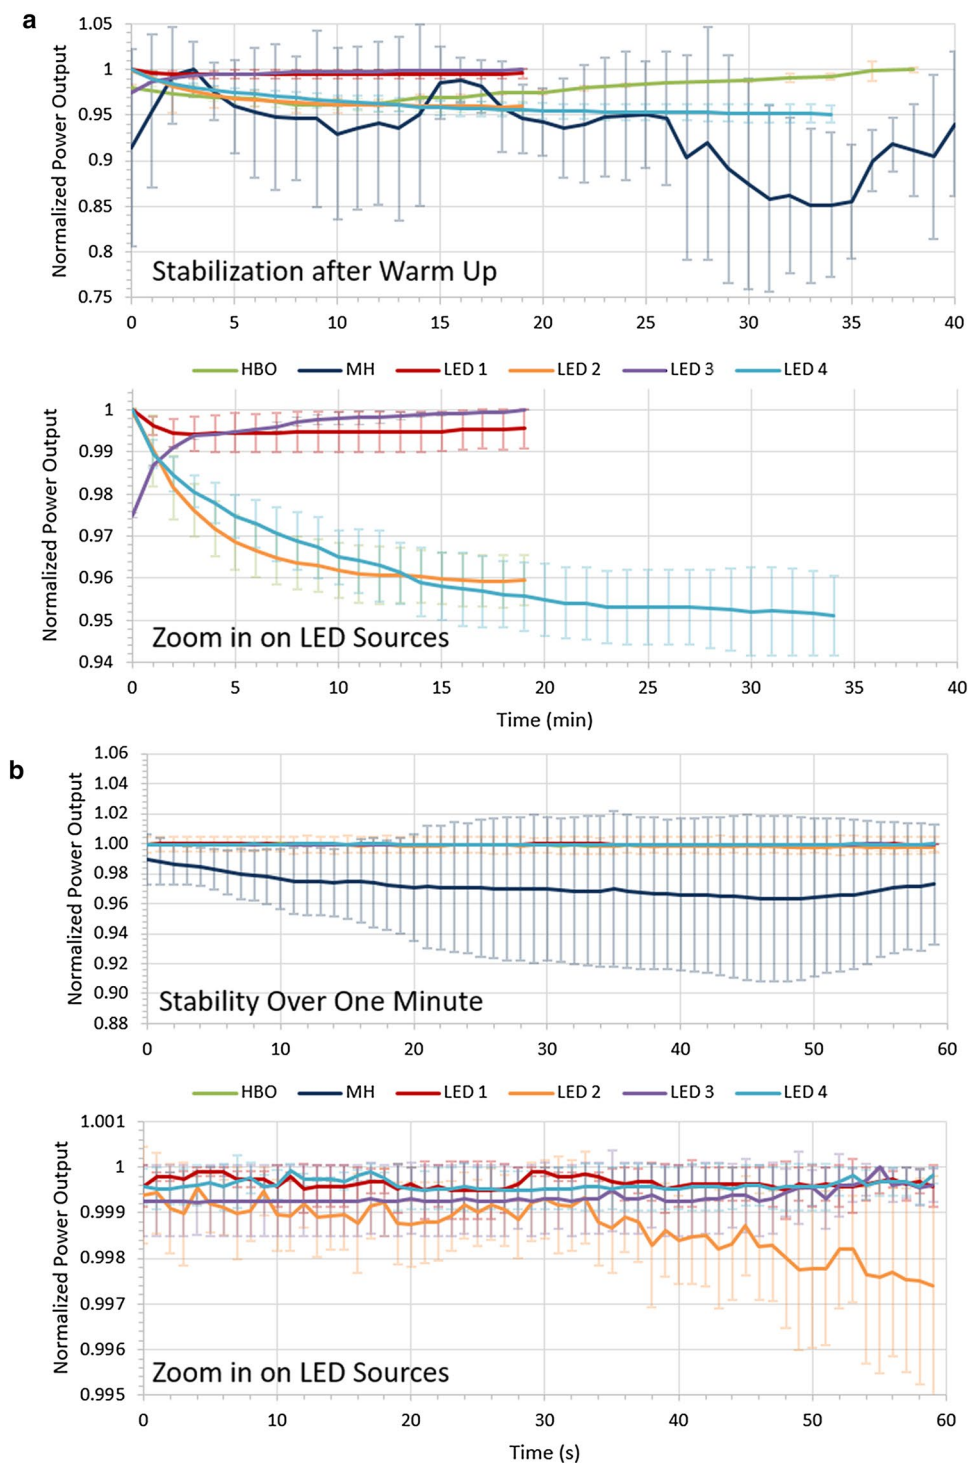 a
Normalized Power Output
1.05
1
0.95
0.9
0.85
0.8
0.75
Stabilization after Warm Up
0 5 10 15 20 25 30 35 40
HBO MH LED 1 LED 2 LED 3 LED 4
Normalized Power Output
1
0.99
0.98
0.97
0.96
0.95
0.94
Zoom in on LED Sources
0 5 10 15 20 25 30 35 40
Time (min)
b
Normalized Power Output
1.06
1.04
1.02
1.00
0.98
0.96
0.94
0.92
0.90
0.88
Stability Over One Minute
0 10 20 30 40 50 60
HBO MH LED 1 LED 2 LED 3 LED 4
Normalized Power Output
1.001
1
0.999
0.998
0.997
0.996
0.995
Zoom in on LED Sources
0 10 20 30 40 50 60
Time (s)